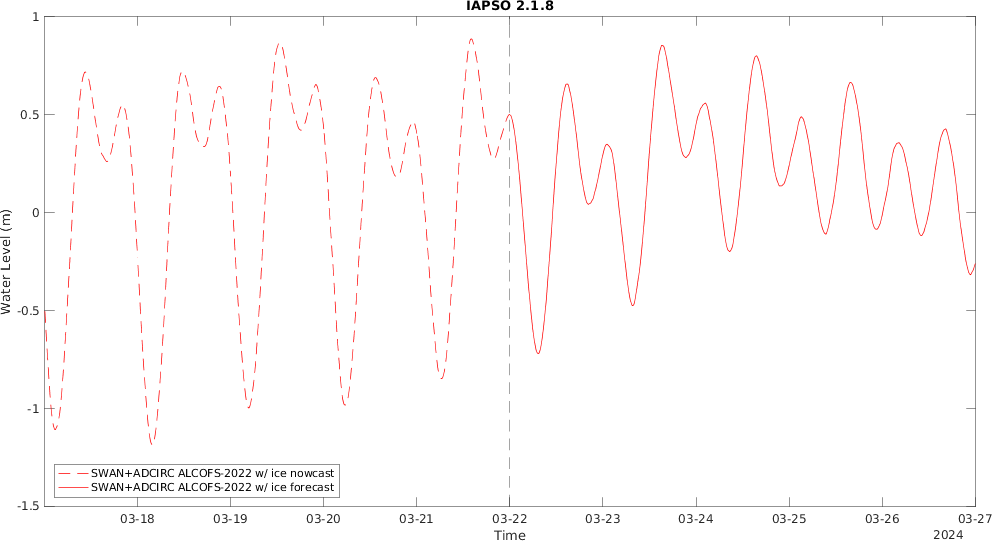 IAPSO 2.1.8
1
0.5
0
-0.5
-1
-1.5
Water Level (m)
SWAN+ADCIRC ALCOFS-2022 w/ ice nowcast
SWAN+ADCIRC ALCOFS-2022 w/ ice forecast
03-18 03-19 03-20 03-21 03-22 03-23 03-24 03-25 03-26 03-27
Time
2024